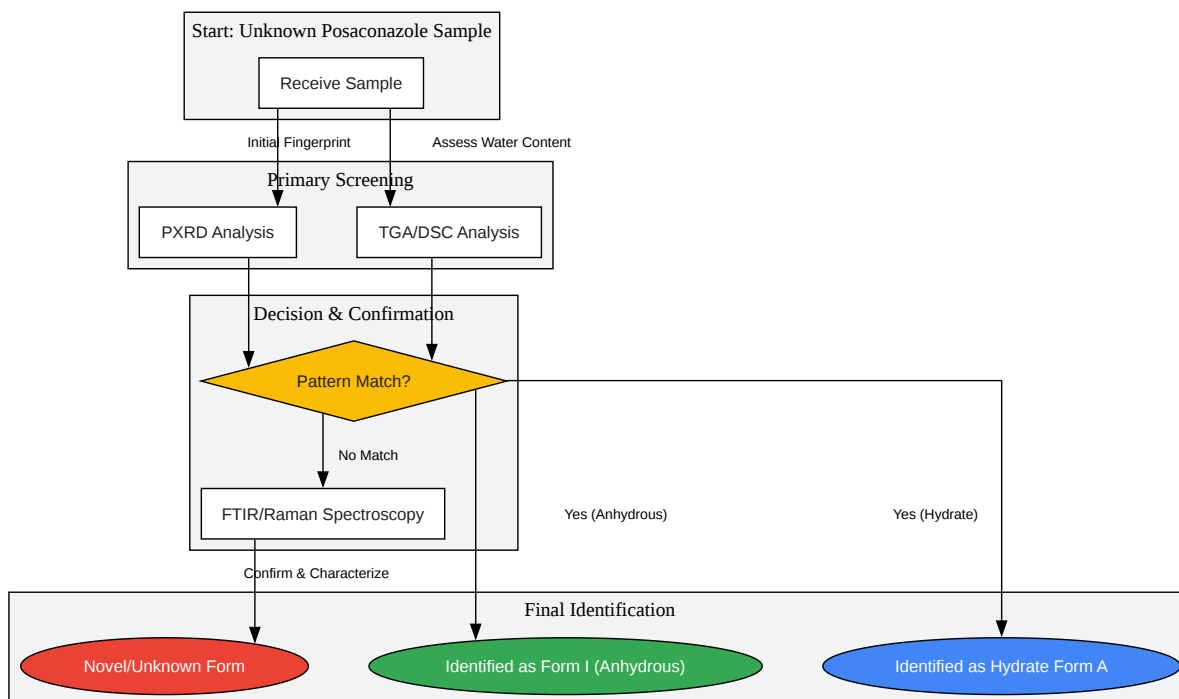 Start: Unknown Posaconazole Sample
Receive Sample
Initial Fingerprint
Assess Water Content
Primary Screening
PXRD Analysis
TGA/DSC Analysis
Decision & Confirmation
Pattern Match?
No Match
FTIR/Raman Spectroscopy
Yes (Anhydrous)
Yes (Hydrate)
Confirm & Characterize
Final Identification
Novel/Unknown Form
Identified as Form I (Anhydrous)
Identified as Hydrate Form A